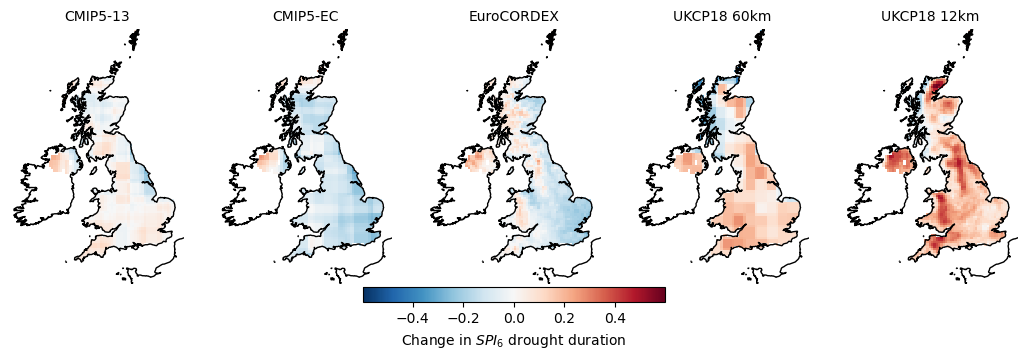 CMIP5-13 CMIP5-EC EuroCORDEX UKCP18 60km UKCP18 12km
−0.4 −0.2 0.0 0.2 0.4
Change in SPI6 drought duration